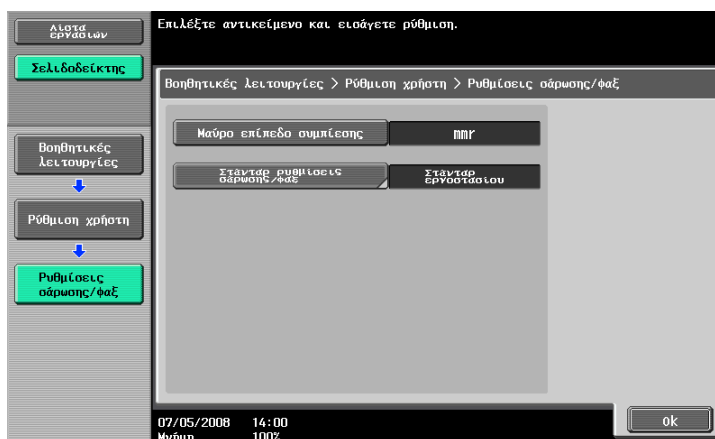 Λίστα
εργασιών
Επιλέξτε αντικείμενο και εισάγετε ρύθμιση.
Σελιδοδείκτης
Βοηθητικές λειτουργίες > Ρύθμιση χρήστη > Ρυθμίσεις σάρωσης/φαξ
Μαύρο επίπεδο συμπίεσης
mmr
Βοηθητικές
λειτουργίες
Στάνταρ ρυθμίσεις
σάρωσης/φαξ
Στάνταρ
εργοστασίου
Ρύθμιση χρήστη
Ρυθμίσεις
σάρωσης/φαξ
ok
07/05/2008 14:00
Μνήμη 100%